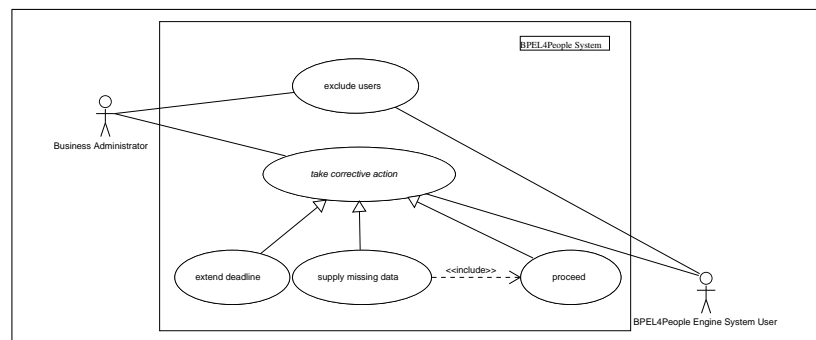 BPEL4People System
exclude users
Business Administrator
take corrective action
extend deadline
supply missing data
<<include>>
proceed
BPEL4People Engine System User